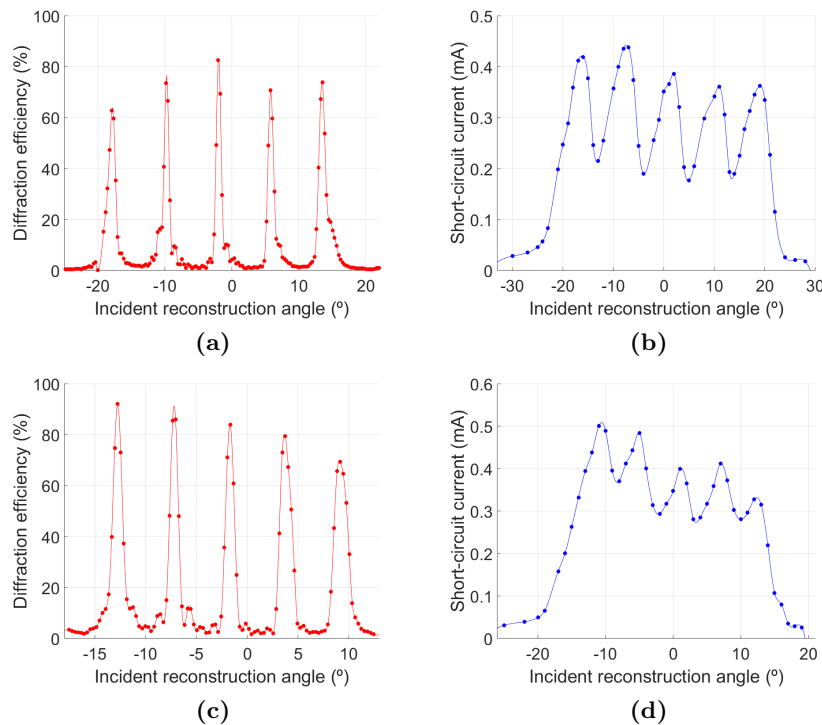 100
80
60
40
20
0
Diffraction efficiency (%)
-20 -10 0 10 20
Incident reconstruction angle (º)
(a)
0.5
0.4
0.3
0.2
0.1
0
Short-circuit current (mA)
-30 -20 -10 0 10 20 30
Incident reconstruction angle (º)
(b)
100
80
60
40
20
0
Diffraction efficiency (%)
-15 -10 -5 0 5 10
Incident reconstruction angle (º)
(c)
0.6
0.5
0.4
0.3
0.2
0.1
0
Short-circuit current (mA)
-20 -10 0 10 20
Incident reconstruction angle (º)
(d)